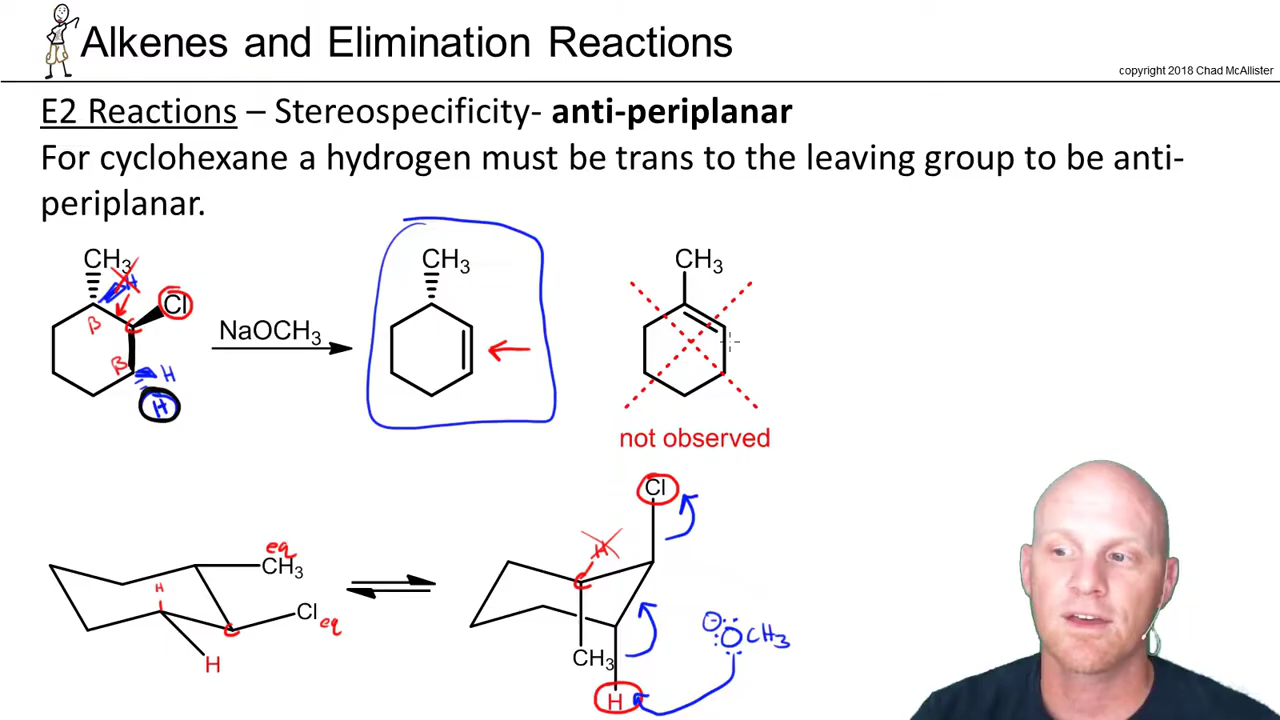 Alkenes and Elimination Reactions
copyright 2018 Chad McAllister
E2 Reactions – Stereospecificity- anti-periplanar
For cyclohexane a hydrogen must be trans to the leaving group to be anti-
periplanar.
CH3
H
Cl
β
C
β
H
H
NaOCH3
CH3
CH3
not observed
eq
CH3
H
Cl
eq
C
H
Cl
H
C
CH3
H
⊖
OCH3